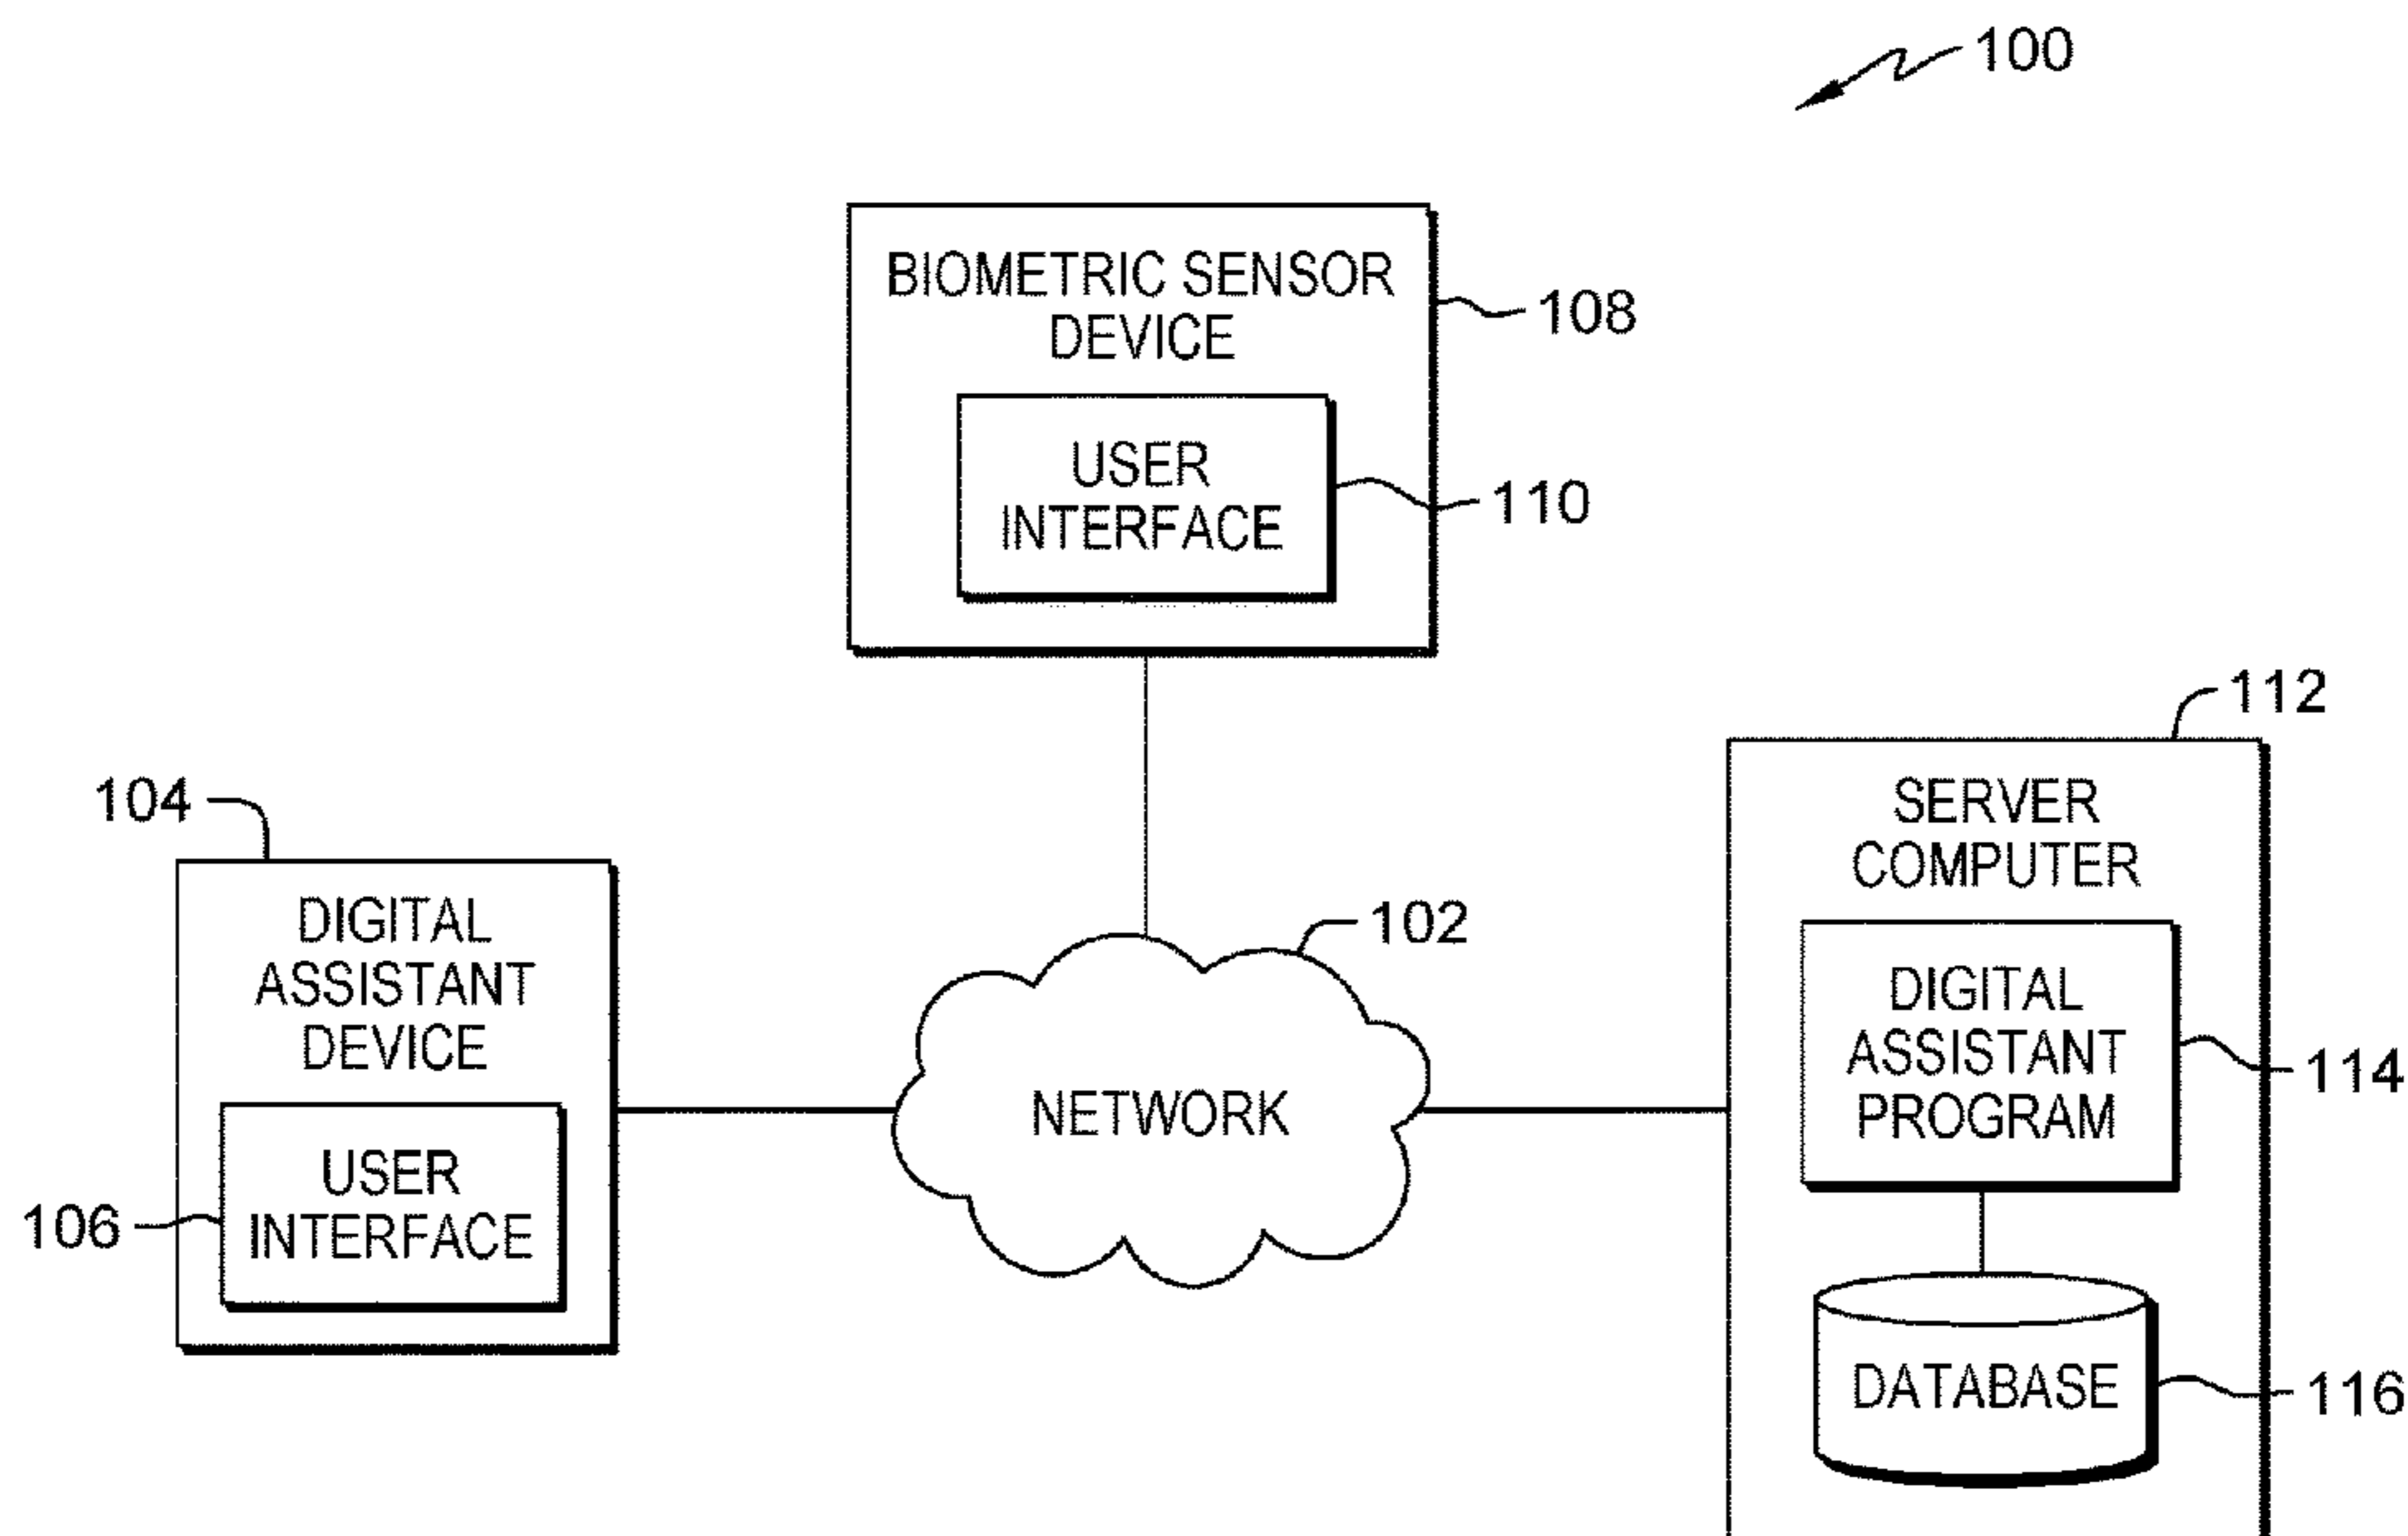 100
BIOMETRIC SENSOR
DEVICE
108
USER
INTERFACE
110
112
SERVER
COMPUTER
104
DIGITAL
ASSISTANT
DEVICE
102
NETWORK
DIGITAL
ASSISTANT
PROGRAM
114
USER
INTERFACE
106
DATABASE
116